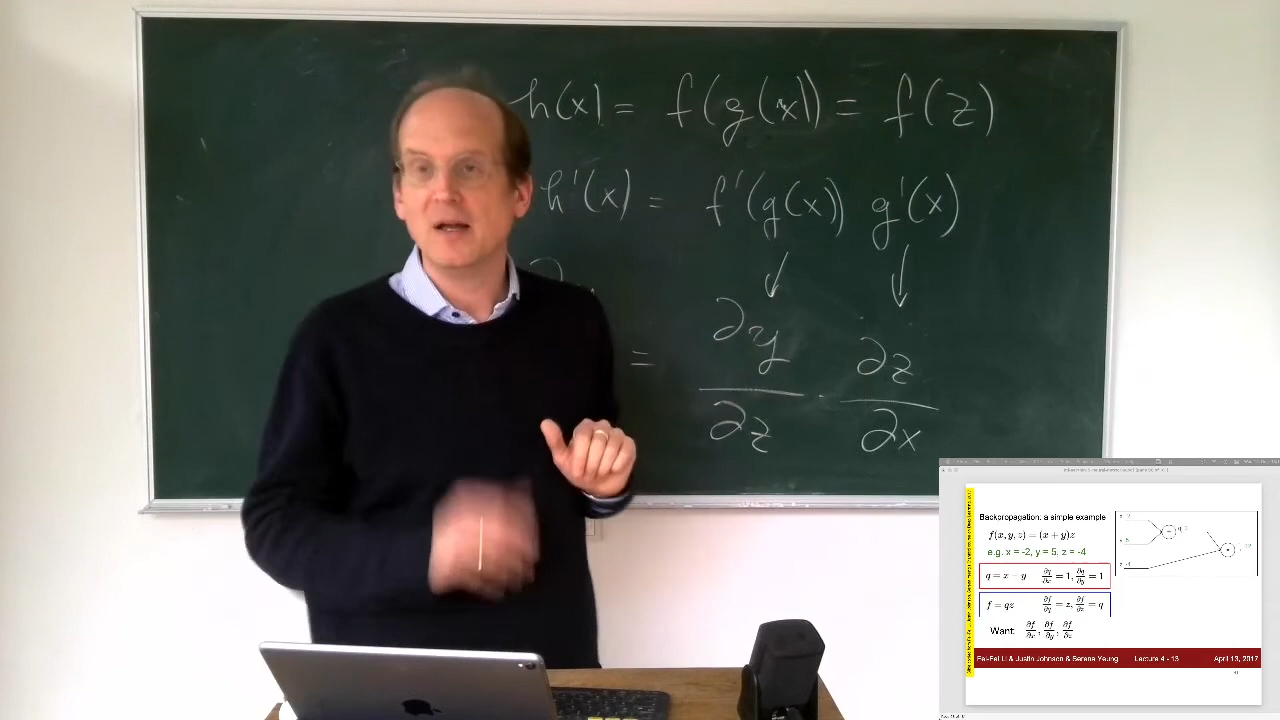 h(x) = f(g(x)) = f(z)
h'(x) = f'(g(x)) g'(x)
↓ ↓
∂
= ∂y/∂z · ∂z/∂x
Backpropagation: a simple example
f(x, y, z) = (x + y)z
e.g. x = -2, y = 5, z = -4
q = x + y ∂q/∂x = 1, ∂q/∂y = 1
f = qz ∂f/∂q = z, ∂f/∂z = q
Want: ∂f/∂x, ∂f/∂y, ∂f/∂z
Fei-Fei Li & Justin Johnson & Serena Yeung Lecture 4 - 13 April 13, 2017